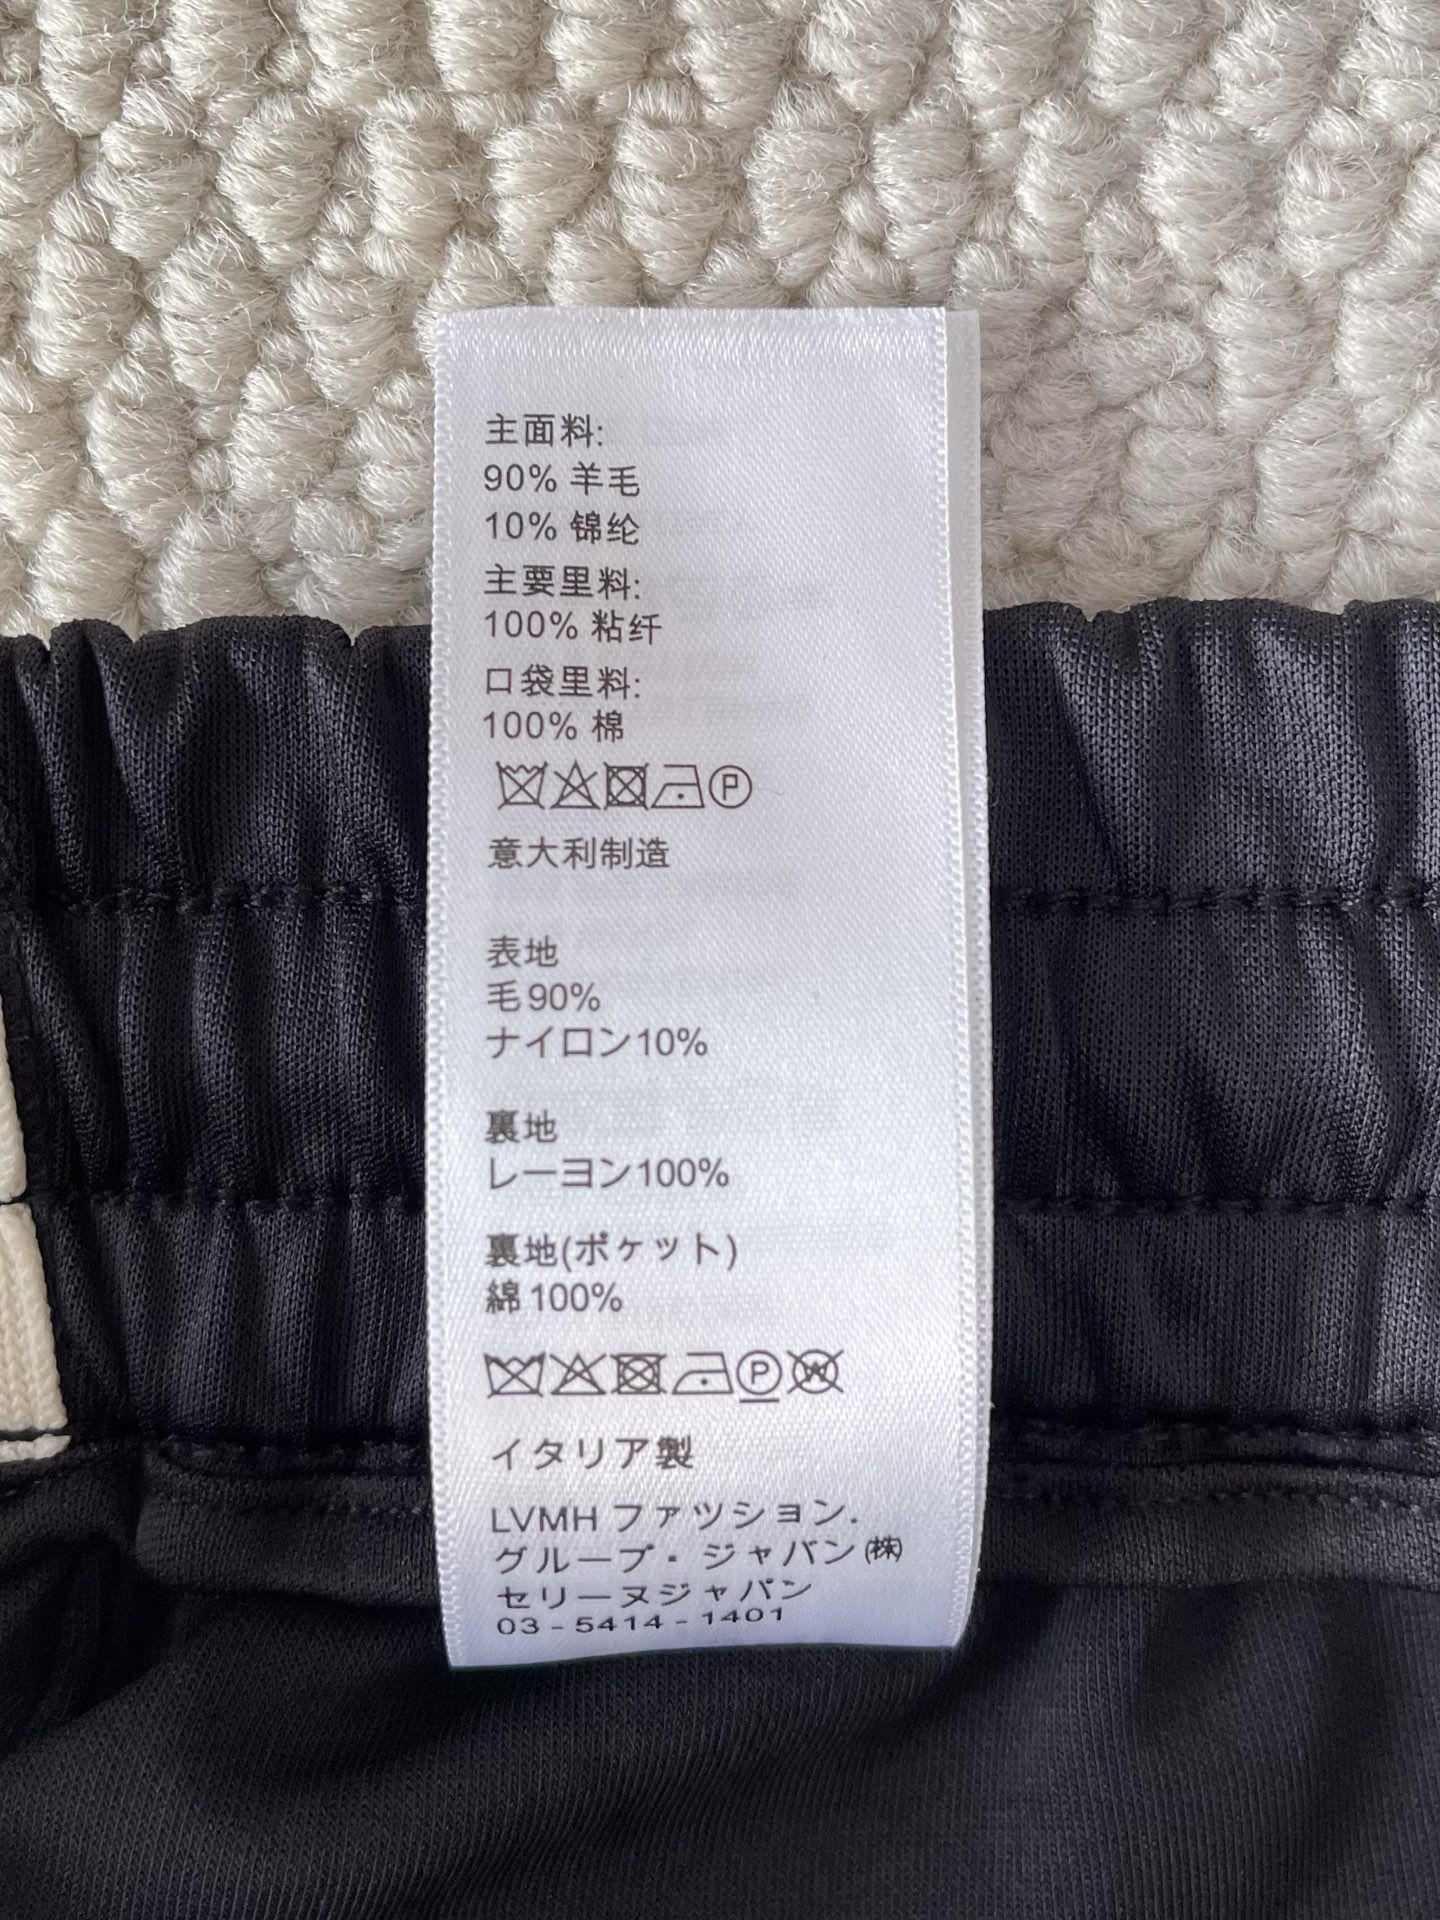 主面料:
90% 羊毛
10% 锦纶
主要里料:
100% 粘纤
口袋里料:
100% 棉
P
意大利制造
表地
毛90%
ナイロン10%
裏地
レーヨン100%
裏地(ポケット)
綿100%
P W
イタリア製
LVMH ファッション.
グループ・ジャパン㈱
セリーヌジャパン
03-5414-1401